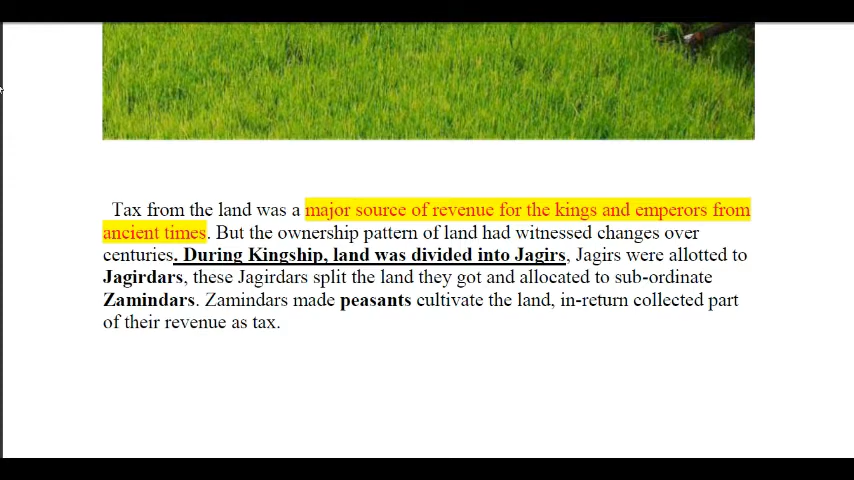 Tax from the land was a major source of revenue for the kings and emperors from
ancient times. But the ownership pattern of land had witnessed changes over
centuries. During Kingship, land was divided into Jagirs, Jagirs were allotted to
Jagirdars, these Jagirdars split the land they got and allocated to sub-ordinate
Zamindars. Zamindars made peasants cultivate the land, in-return collected part
of their revenue as tax.